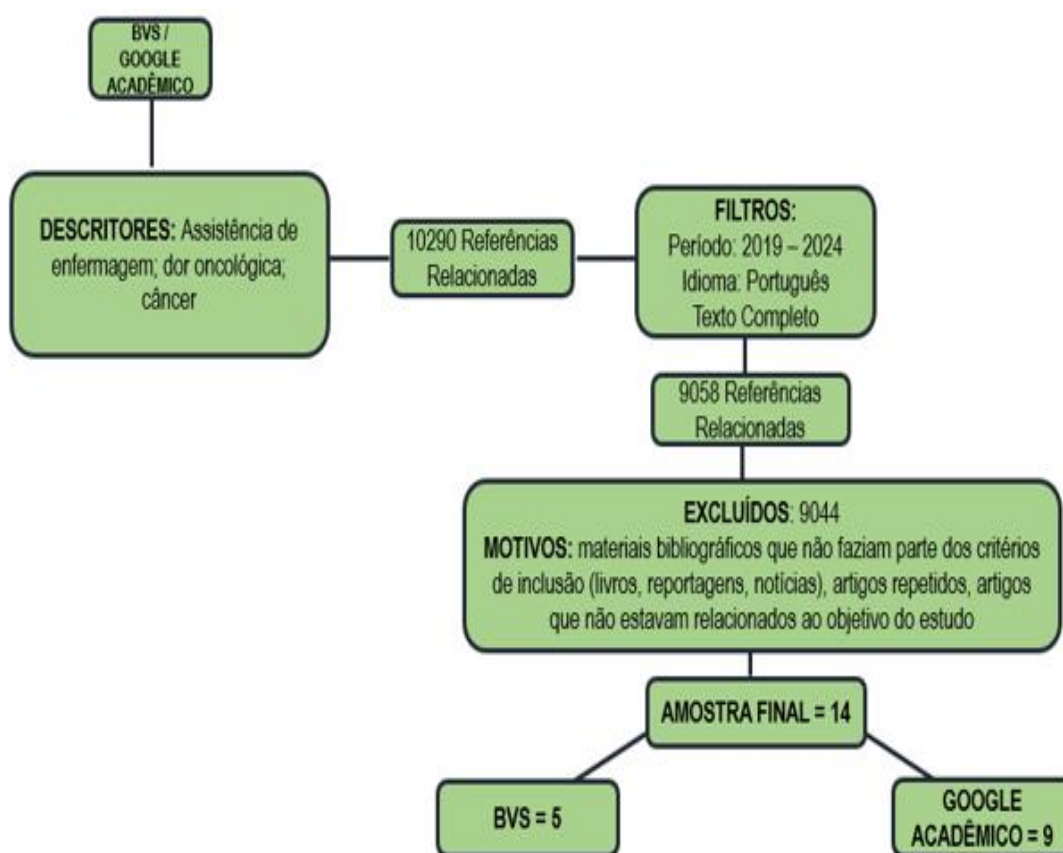 BVS /
GOOGLE
ACADÊMICO
DESCRITORES: Assistência de
enfermagem; dor oncológica;
câncer
10290 Referências
Relacionadas
FILTROS:
Período: 2019 – 2024
Idioma: Português
Texto Completo
9058 Referências
Relacionadas
EXCLUÍDOS: 9044
MOTIVOS: materiais bibliográficos que não faziam parte dos critérios
de inclusão (livros, reportagens, notícias), artigos repetidos, artigos
que não estavam relacionados ao objetivo do estudo
AMOSTRA FINAL = 14
BVS = 5
GOOGLE
ACADÊMICO = 9